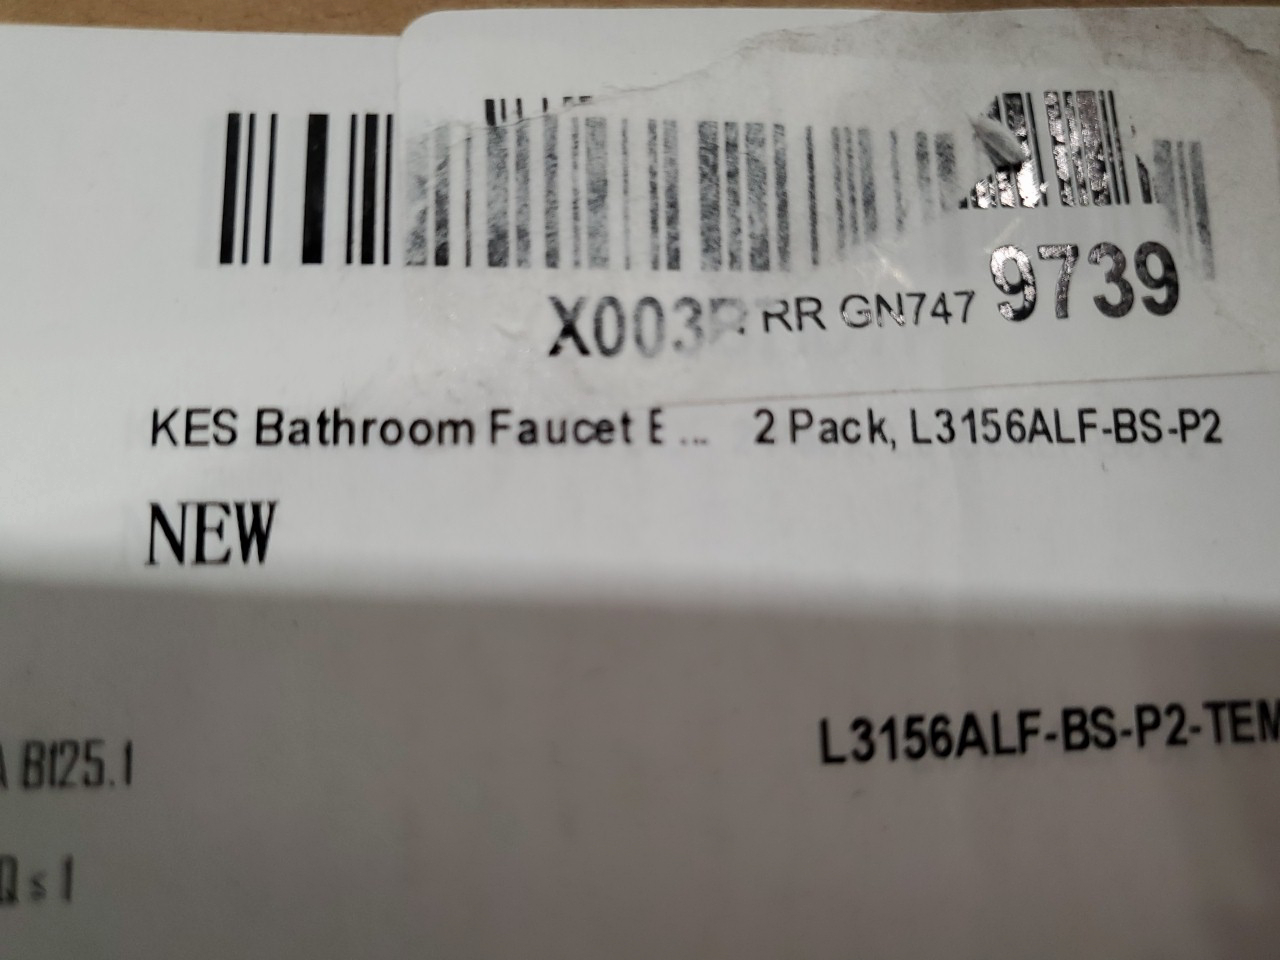 X003 RR GN747 9739
KES Bathroom Faucet E ... 2 Pack, L3156ALF-BS-P2
NEW
L3156ALF-BS-P2-TEM
A B125.1
Q ≤ 1